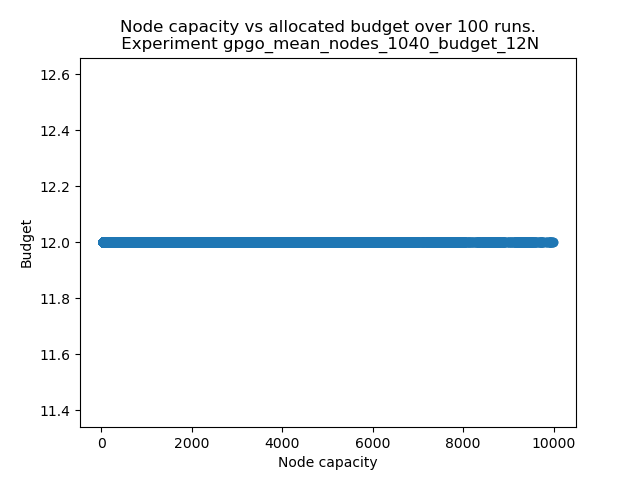 Node capacity vs allocated budget over 100 runs.
Experiment gpgo_mean_nodes_1040_budget_12N
12.6
12.4
12.2
12.0
11.8
11.6
11.4
Budget
0 2000 4000 6000 8000 10000
Node capacity